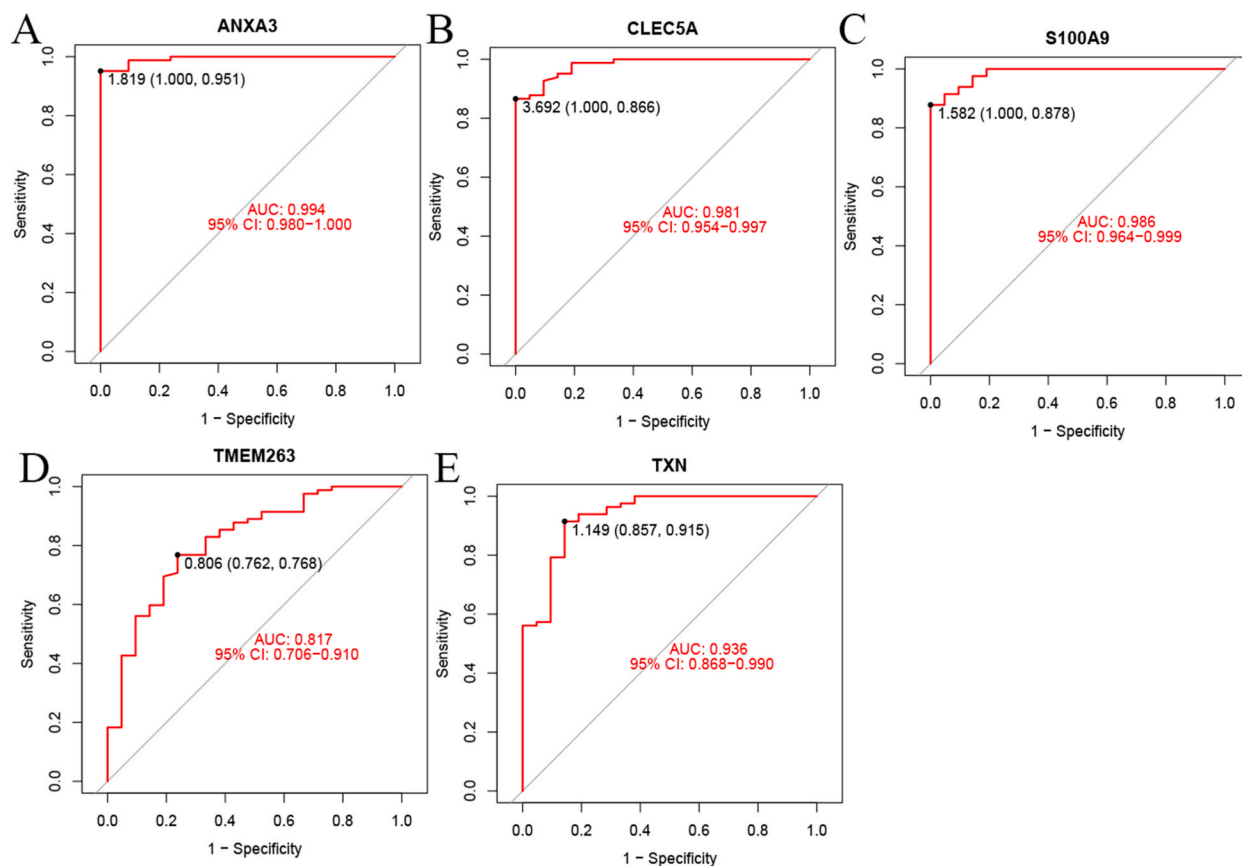 A
ANXA3
Sensitivity
1.0
0.8
0.6
0.4
0.2
0.0
1.819 (1.000, 0.951)
AUC: 0.994
95% CI: 0.980−1.000
0.0 0.2 0.4 0.6 0.8 1.0
1 − Specificity
B
CLEC5A
Sensitivity
1.0
0.8
0.6
0.4
0.2
0.0
3.692 (1.000, 0.866)
AUC: 0.981
95% CI: 0.954−0.997
0.0 0.2 0.4 0.6 0.8 1.0
1 − Specificity
C
S100A9
Sensitivity
1.0
0.8
0.6
0.4
0.2
0.0
1.582 (1.000, 0.878)
AUC: 0.986
95% CI: 0.964−0.999
0.0 0.2 0.4 0.6 0.8 1.0
1 − Specificity
D
TMEM263
Sensitivity
1.0
0.8
0.6
0.4
0.2
0.0
0.806 (0.762, 0.768)
AUC: 0.817
95% CI: 0.706−0.910
0.0 0.2 0.4 0.6 0.8 1.0
1 − Specificity
E
TXN
Sensitivity
1.0
0.8
0.6
0.4
0.2
0.0
1.149 (0.857, 0.915)
AUC: 0.936
95% CI: 0.868−0.990
0.0 0.2 0.4 0.6 0.8 1.0
1 − Specificity